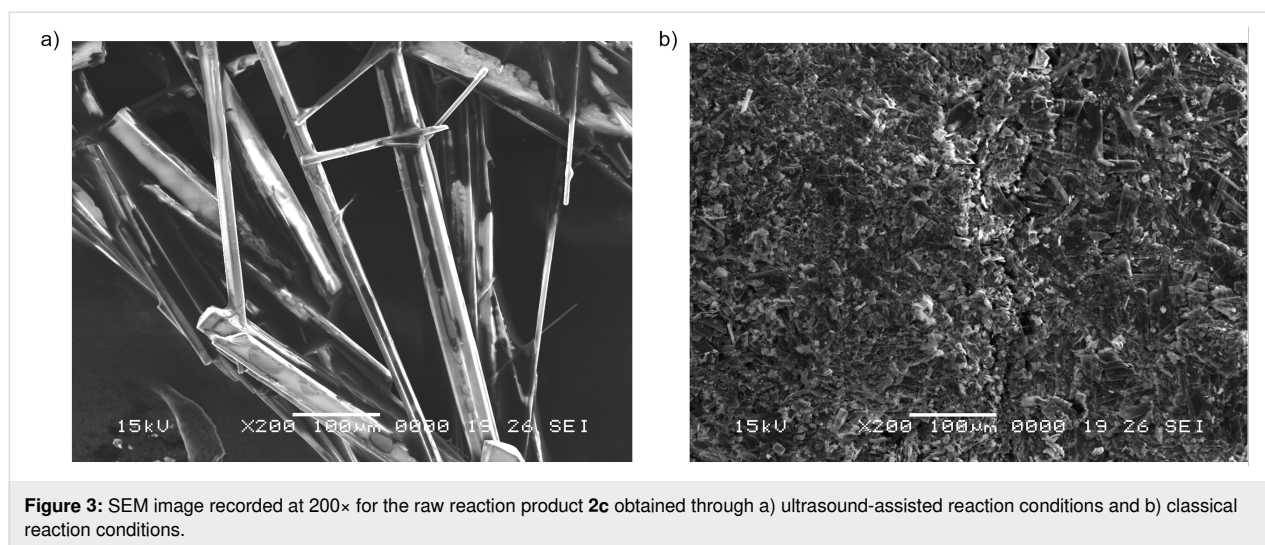 a)
b)
15kV X200 100µm 0000 19 26 SEI
15kV X200 100µm 0000 19 26 SEI
Figure 3: SEM image recorded at 200× for the raw reaction product 2c obtained through a) ultrasound-assisted reaction conditions and b) classical
reaction conditions.